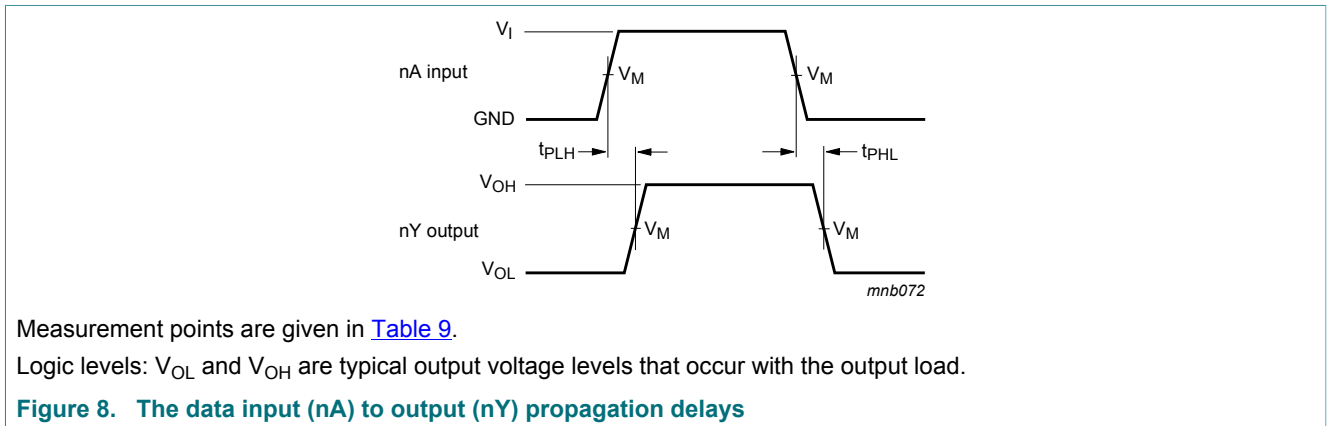 V_I
nA input
V_M
V_M
GND
t_PLH
t_PHL
V_OH
nY output
V_M
V_M
V_OL
mnb072
Measurement points are given in Table 9.
Logic levels: V_OL and V_OH are typical output voltage levels that occur with the output load.
Figure 8. The data input (nA) to output (nY) propagation delays